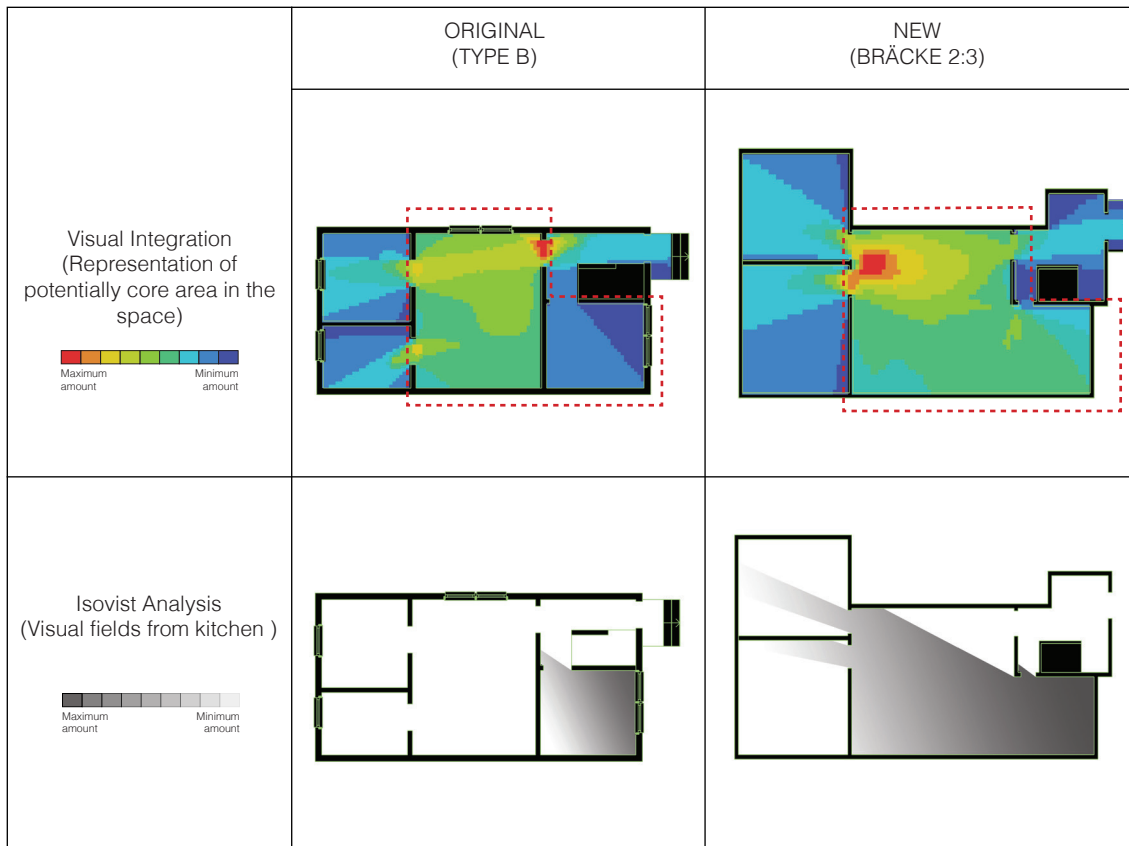 ORIGINAL
(TYPE B)
NEW
(BRÄCKE 2:3)
Visual Integration
(Representation of
potentially core area in the
space)
Maximum
amount
Minimum
amount
Isovist Analysis
(Visual fields from kitchen )
Maximum
amount
Minimum
amount